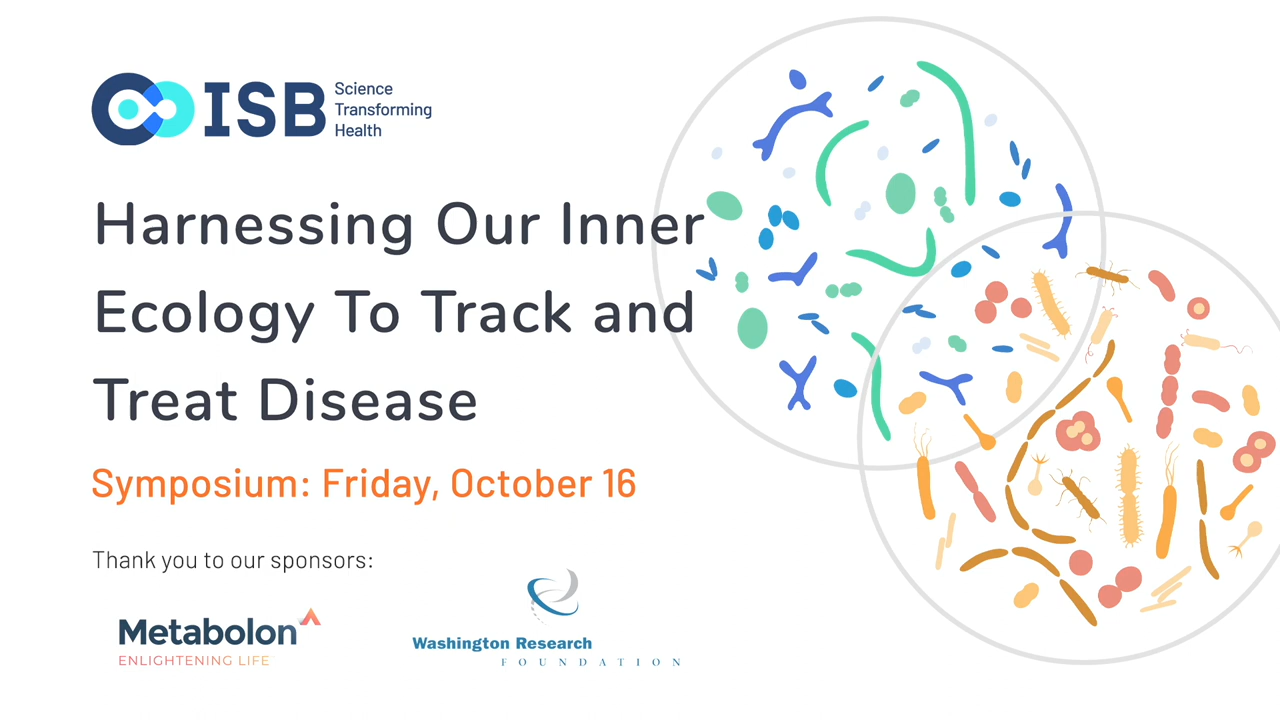 ISB
Science
Transforming
Health
Harnessing Our Inner
Ecology To Track and
Treat Disease
Symposium: Friday, October 16
Thank you to our sponsors:
Metabolon
ENLIGHTENING LIFE
Washington Research
FOUNDATION